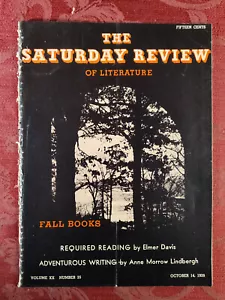 FIFTEEN CENTS
THE
SATURDAY REVIEW
OF LITERATURE
FALL BOOKS
REQUIRED READING by Elmer Davis
ADVENTUROUS WRITING by Anne Morrow Lindbergh
VOLUME XX NUMBER 25
OCTOBER 14, 1939